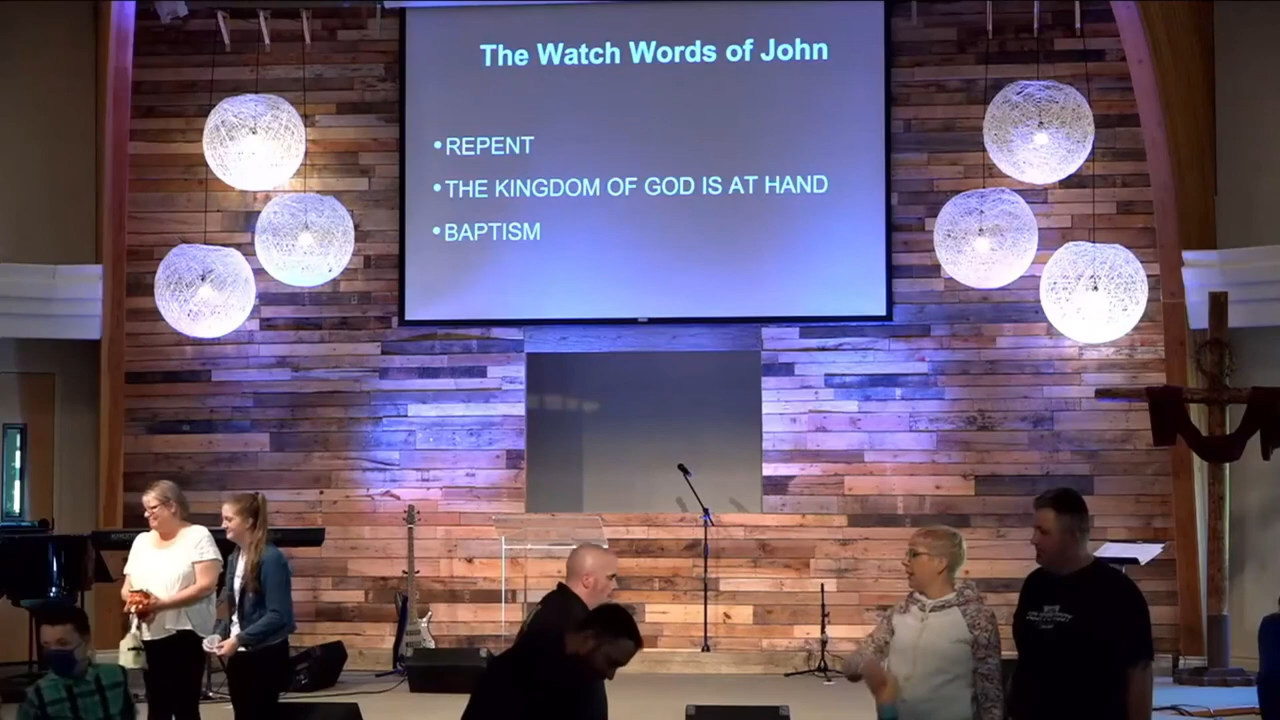 The Watch Words of John
•REPENT
•THE KINGDOM OF GOD IS AT HAND
•BAPTISM